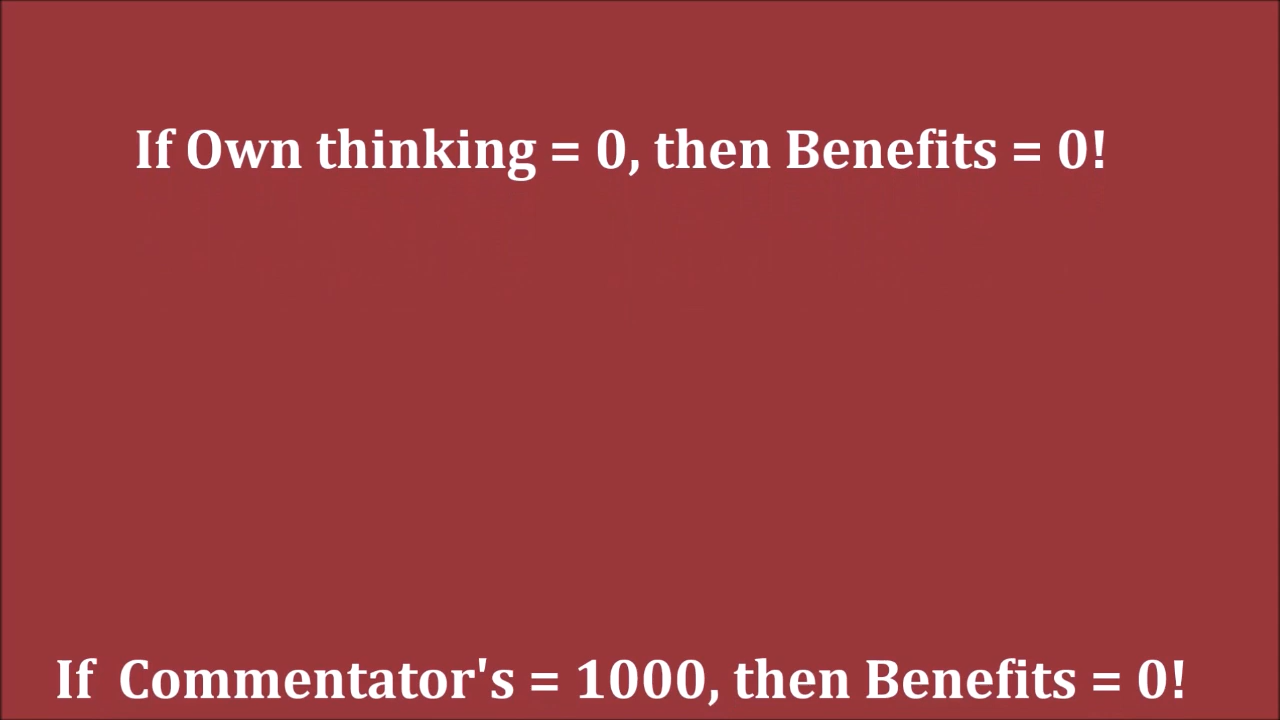 If Own thinking = 0, then Benefits = 0!
If  Commentator's = 1000, then Benefits = 0!